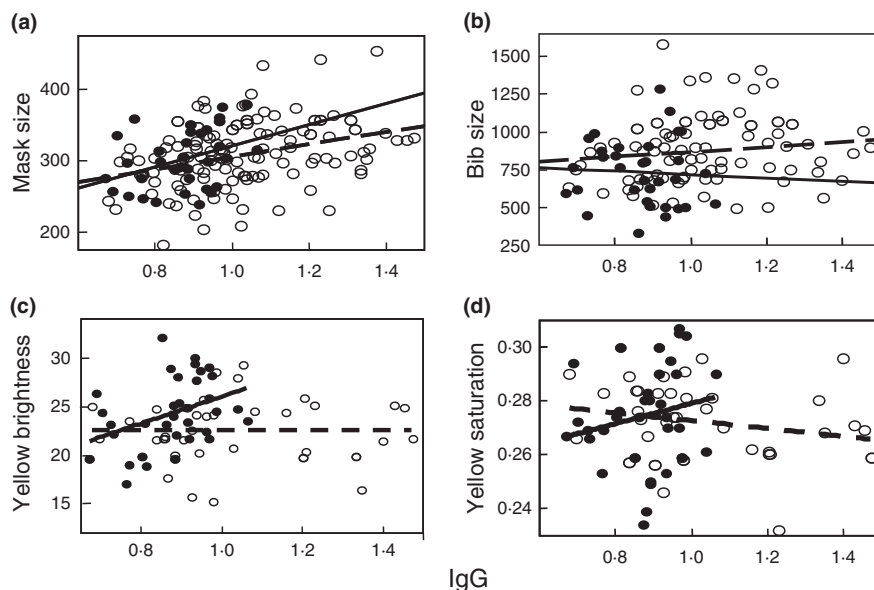 (a)
Mask size
400
300
200
0·8 1·0 1·2 1·4
(b)
Bib size
1500
1250
1000
750
500
250
0·8 1·0 1·2 1·4
(c)
Yellow brightness
30
25
20
15
0·8 1·0 1·2 1·4
(d)
Yellow saturation
0·30
0·28
0·26
0·24
0·8 1·0 1·2 1·4
IgG